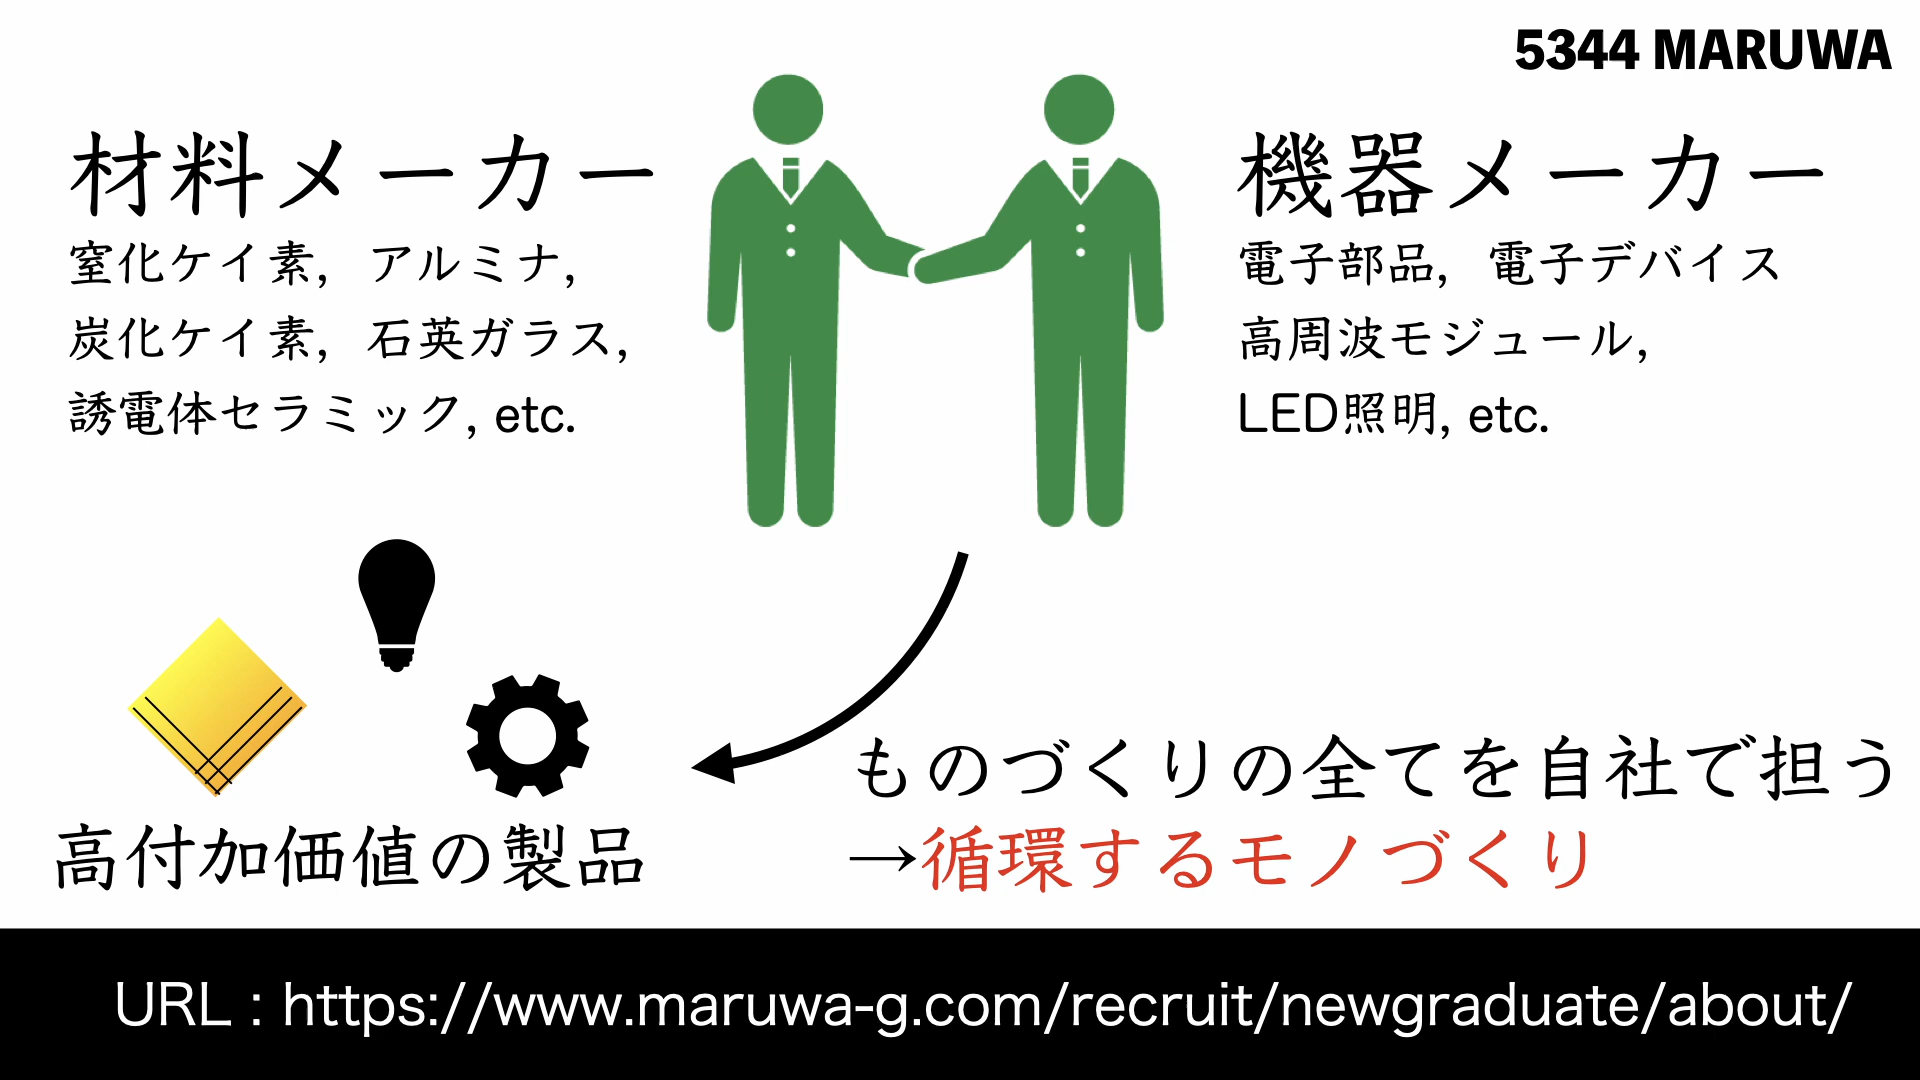 5344 MARUWA
材料メーカー
窒化ケイ素, アルミナ,
炭化ケイ素, 石英ガラス,
誘電体セラミック, etc.
機器メーカー
電子部品, 電子デバイス
高周波モジュール,
LED照明, etc.
高付加価値の製品
ものづくりの全てを自社で担う
→循環するモノづくり
URL : https://www.maruwa-g.com/recruit/newgraduate/about/